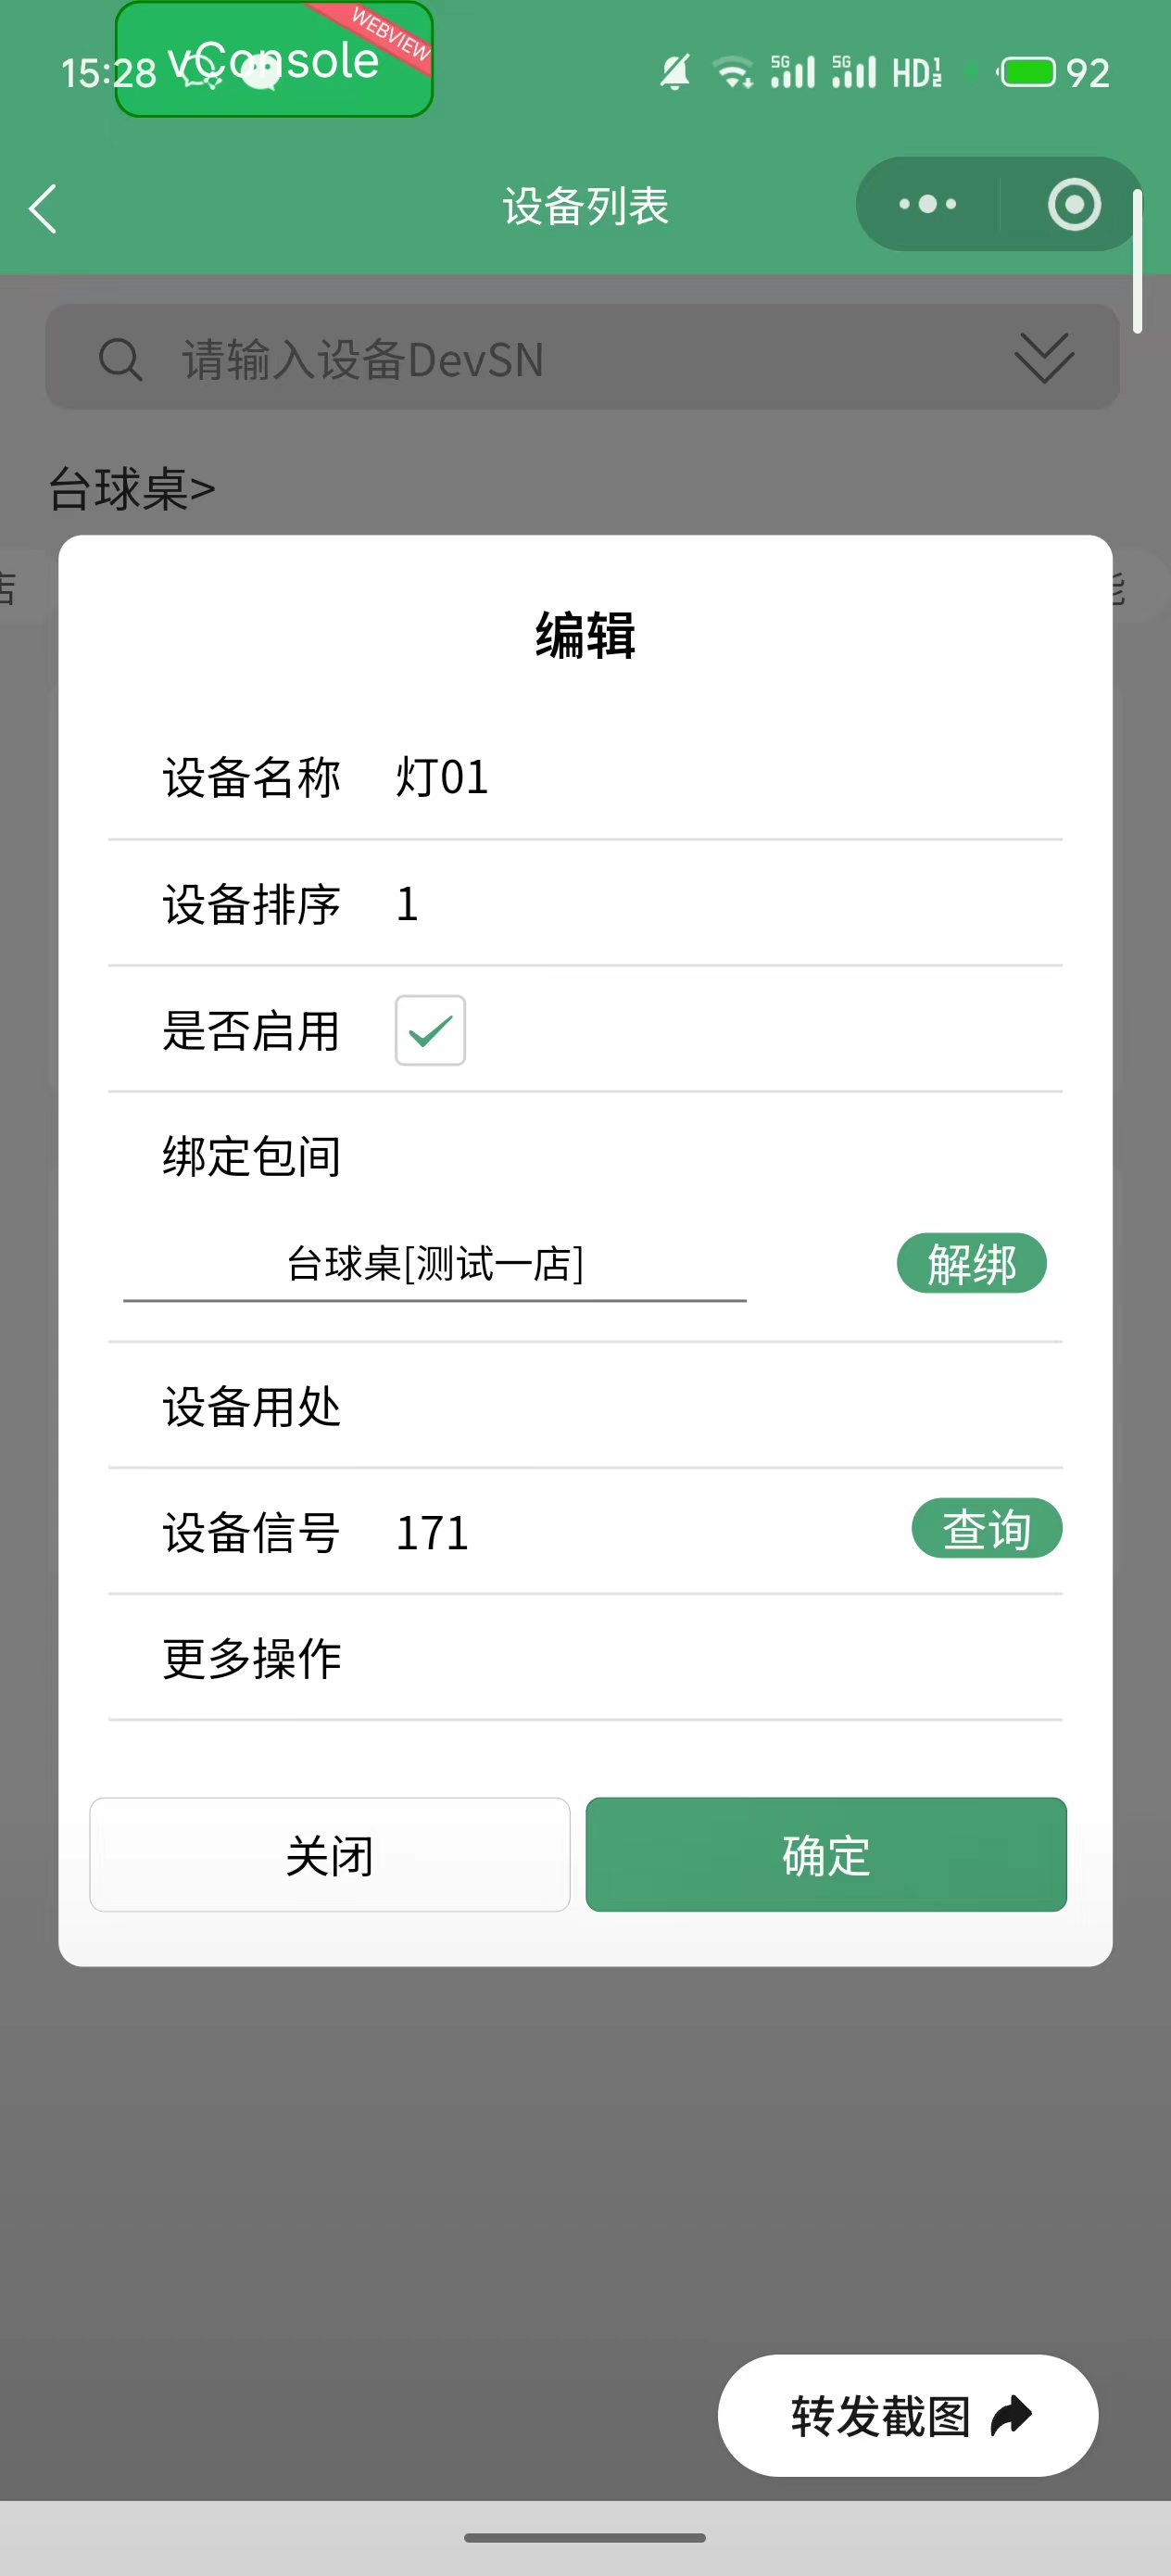 vConsole
WEBVIEW
15:28
5G
5G
HD
92
设备列表
请输入设备DevSN
台球桌>
店
编辑
设备名称 灯01
设备排序 1
是否启用
绑定包间
台球桌[测试一店] 解绑
设备用处
设备信号 171 查询
更多操作
关闭 确定
转发截图